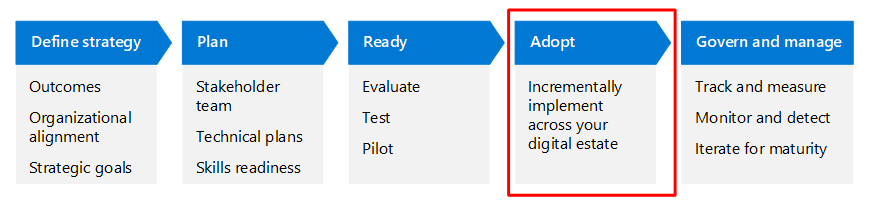 Define strategy
Plan
Ready
Adopt
Govern and manage
Outcomes
Organizational
alignment
Strategic goals
Stakeholder
team
Technical plans
Skills readiness
Evaluate
Test
Pilot
Incrementally
implement
across your
digital estate
Track and measure
Monitor and detect
Iterate for maturity